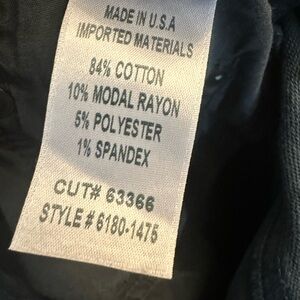 MADE IN U.S.A
IMPORTED MATERIALS
84% COTTON
10% MODAL RAYON
5% POLYESTER
1% SPANDEX
CUT# 63366
STYLE # 6180-1475